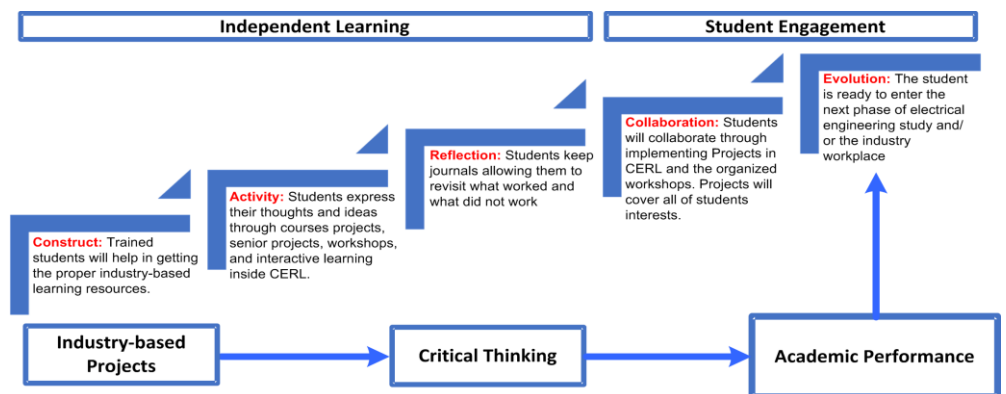 Independent Learning
Student Engagement
Construct: Trained
students will help in getting
the proper industry-based
learning resources.
Activity: Students express
their thoughts and ideas
through courses projects,
senior projects, workshops,
and interactive learning
inside CERL.
Reflection: Students keep
journals allowing them to
revisit what worked and
what did not work
Collaboration: Students
will collaborate through
implementing Projects in
CERL and the organized
workshops. Projects will
cover all of students
interests.
Evolution: The student
is ready to enter the
next phase of electrical
engineering study and/
or the industry
workplace
Industry-based
Projects
Critical Thinking
Academic Performance